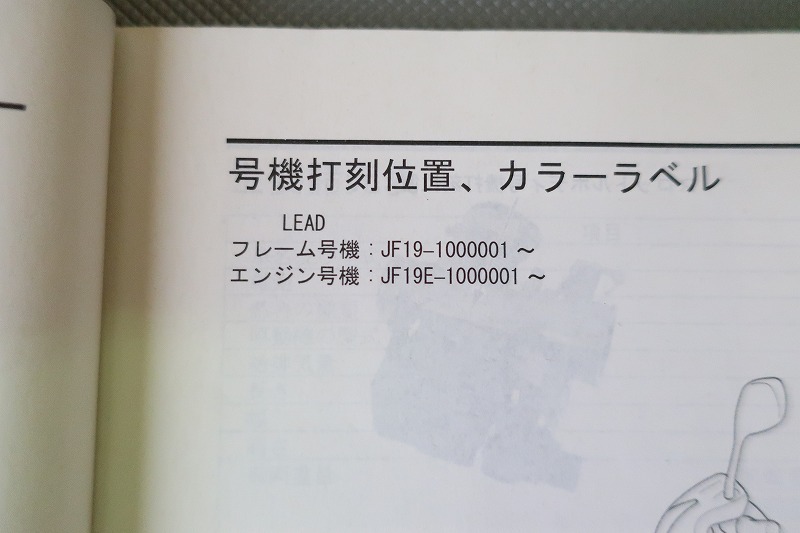 号機打刻位置、カラーラベル
LEAD
フレーム号機：JF19–1000001～
エンジン号機：JF19E–1000001～